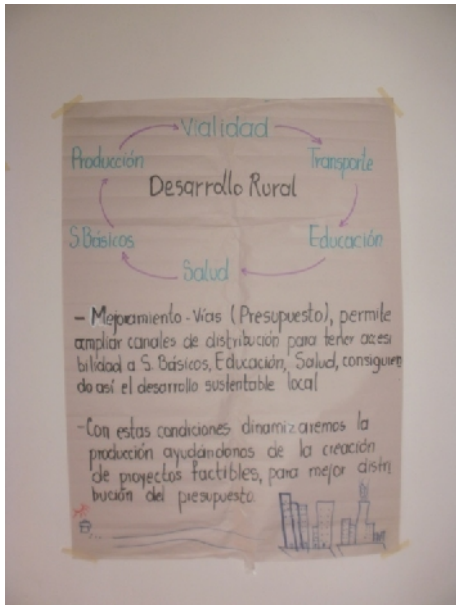 Vialidad
Producción
Transporte
Desarrollo Rural
S.Básicos
Educación
Salud
- Mejoramiento - Vías (Presupuesto), permite
ampliar canales de distribución para tener accesi
bilidad a S. Básicos, Educación, Salud, consiguien
do así el desarrollo sustentable local
- Con estas condiciones dinamizaremos la
producción ayudándonos de la creación
de proyectos factibles, para mejor distri
bución del presupuesto.